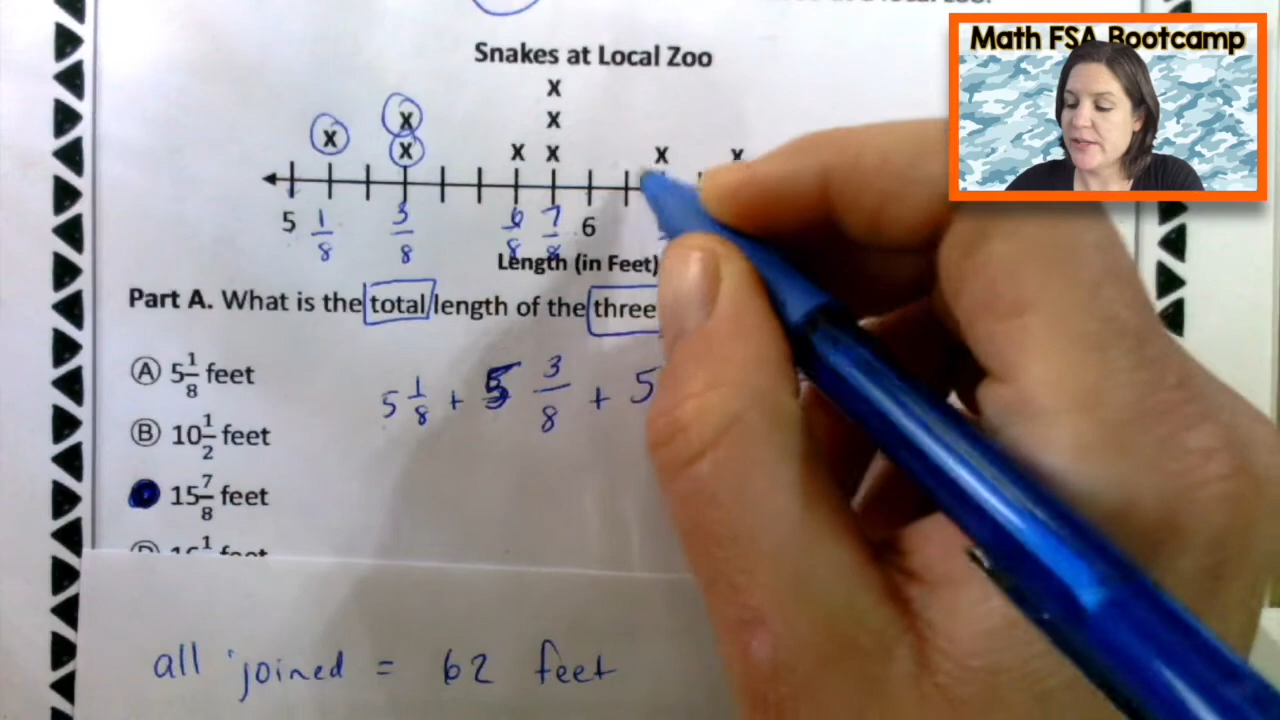 Math FSA Bootcamp
Snakes at Local Zoo
X
X X
X X X X X X
5 1/8 3/8 6/8 7/8 6
Length (in Feet)
Part A. What is the total length of the three
A 5 1/8 feet
5 1/8 + 5 3/8 + 5
B 10 1/2 feet
15 7/8 feet
all joined = 62 feet